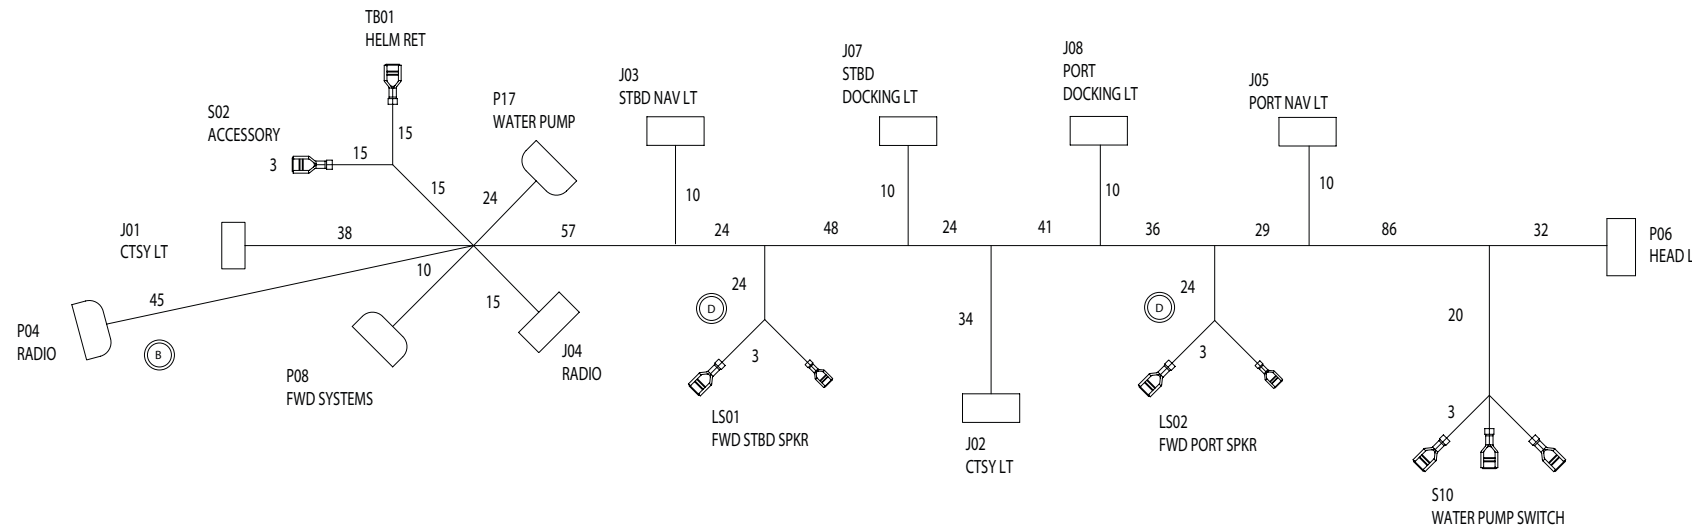 TB01
HELM RET
S02
ACCESSORY
3
15
15
15
P17
WATER PUMP
24
J01
CTSY LT
38
10
45
P04
RADIO
B
P08
FWD SYSTEMS
15
J04
RADIO
57
J03
STBD NAV LT
10
24
24
D
3
LS01
FWD STBD SPKR
48
J07
STBD
DOCKING LT
10
24
34
J02
CTSY LT
41
J08
PORT
DOCKING LT
10
36
24
D
3
LS02
FWD PORT SPKR
29
J05
PORT NAV LT
10
86
20
3
S10
WATER PUMP SWITCH
32
P06
HEAD L